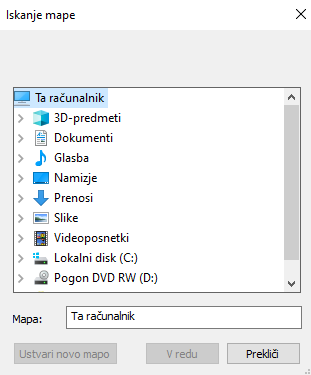 Iskanje mape
Ta računalnik
3D-predmeti
Dokumenti
Glasba
Namizje
Prenosi
Slike
Videoposnetki
Lokalni disk (C:)
Pogon DVD RW (D:)
Mapa: Ta računalnik
Ustvari novo mapo V redu Prekliči